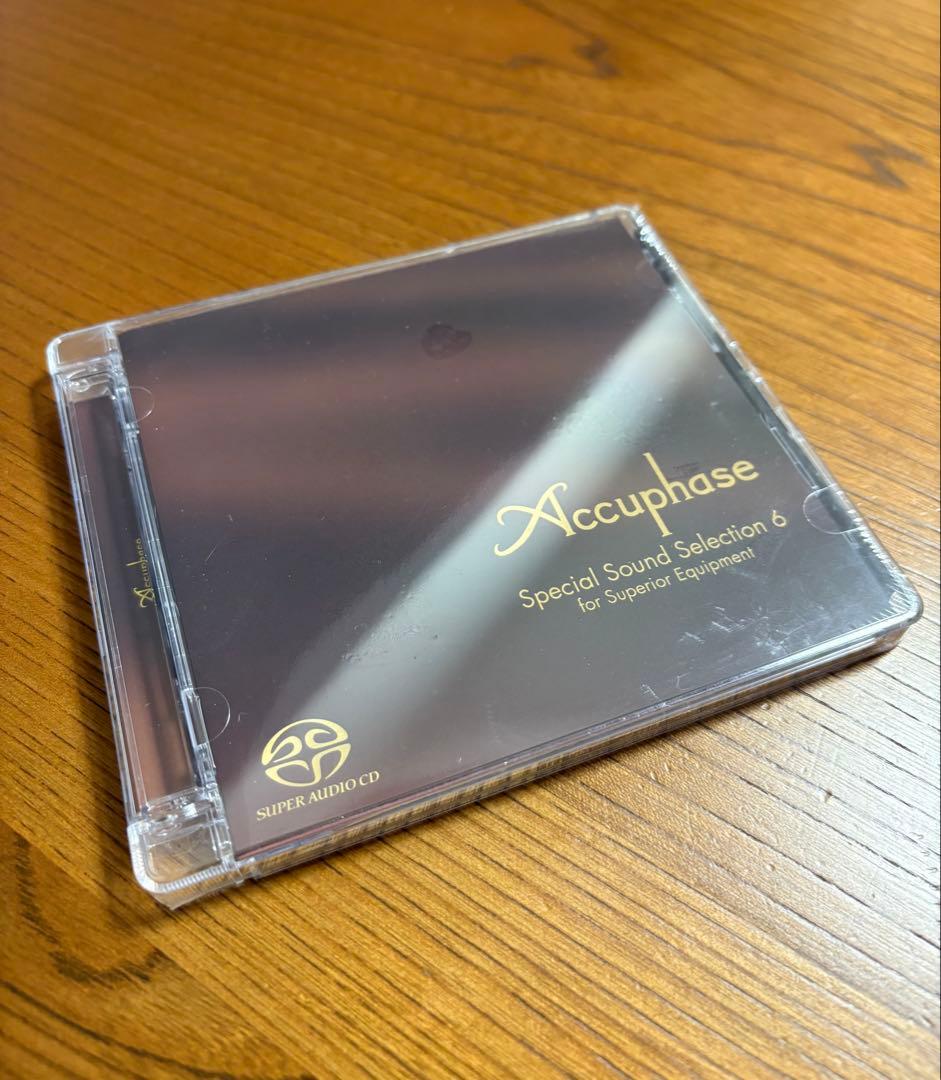 Accuphase
Accuphase
Special Sound Selection 6
for Superior Equipment
SUPER AUDIO CD